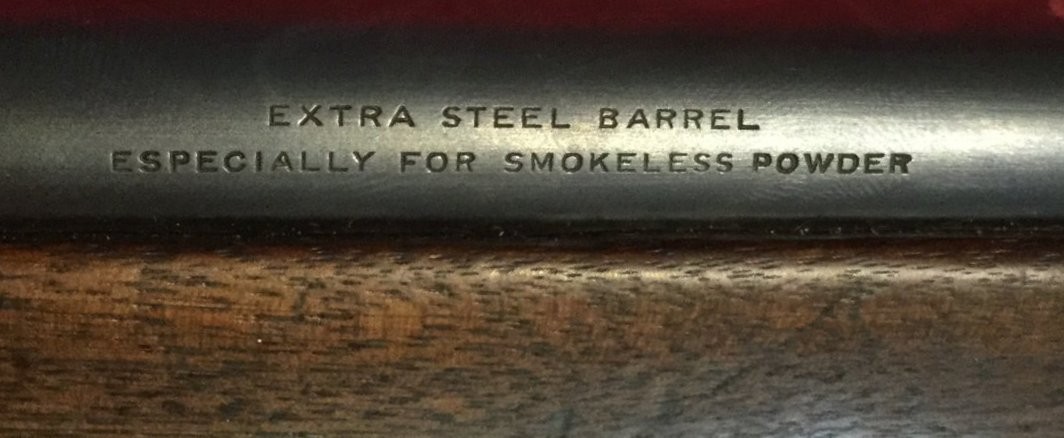 EXTRA STEEL BARREL
ESPECIALLY FOR SMOKELESS POWDER